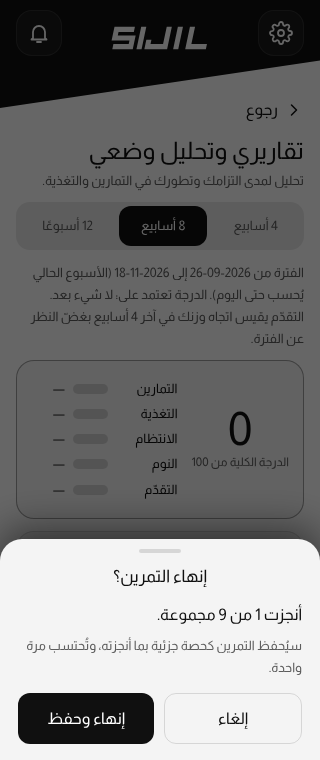 SIJIL
رجوع
تقاريري وتحليل وضعي
تحليل لمدى التزامك وتطورك في التمارين والتغذية.
4 أسابيع
8 أسابيع
12 أسبوعًا
الفترة من 2026-09-26 إلى 2026-11-18 (الأسبوع الحالي
يُحسب حتى اليوم). الدرجة تعتمد على: لا شيء بعد.
التقدّم يقيس اتجاه وزنك في آخر 4 أسابيع بغضّ النظر
عن الفترة.
0
الدرجة الكلية من 100
التمارين —
التغذية —
الانتظام —
النوم —
التقدّم —
إنهاء التمرين؟
أنجزت 1 من 9 مجموعة.
سيُحفظ التمرين كحصة جزئية بما أنجزته، وتُحتسب مرة
واحدة.
إلغاء
إنهاء وحفظ